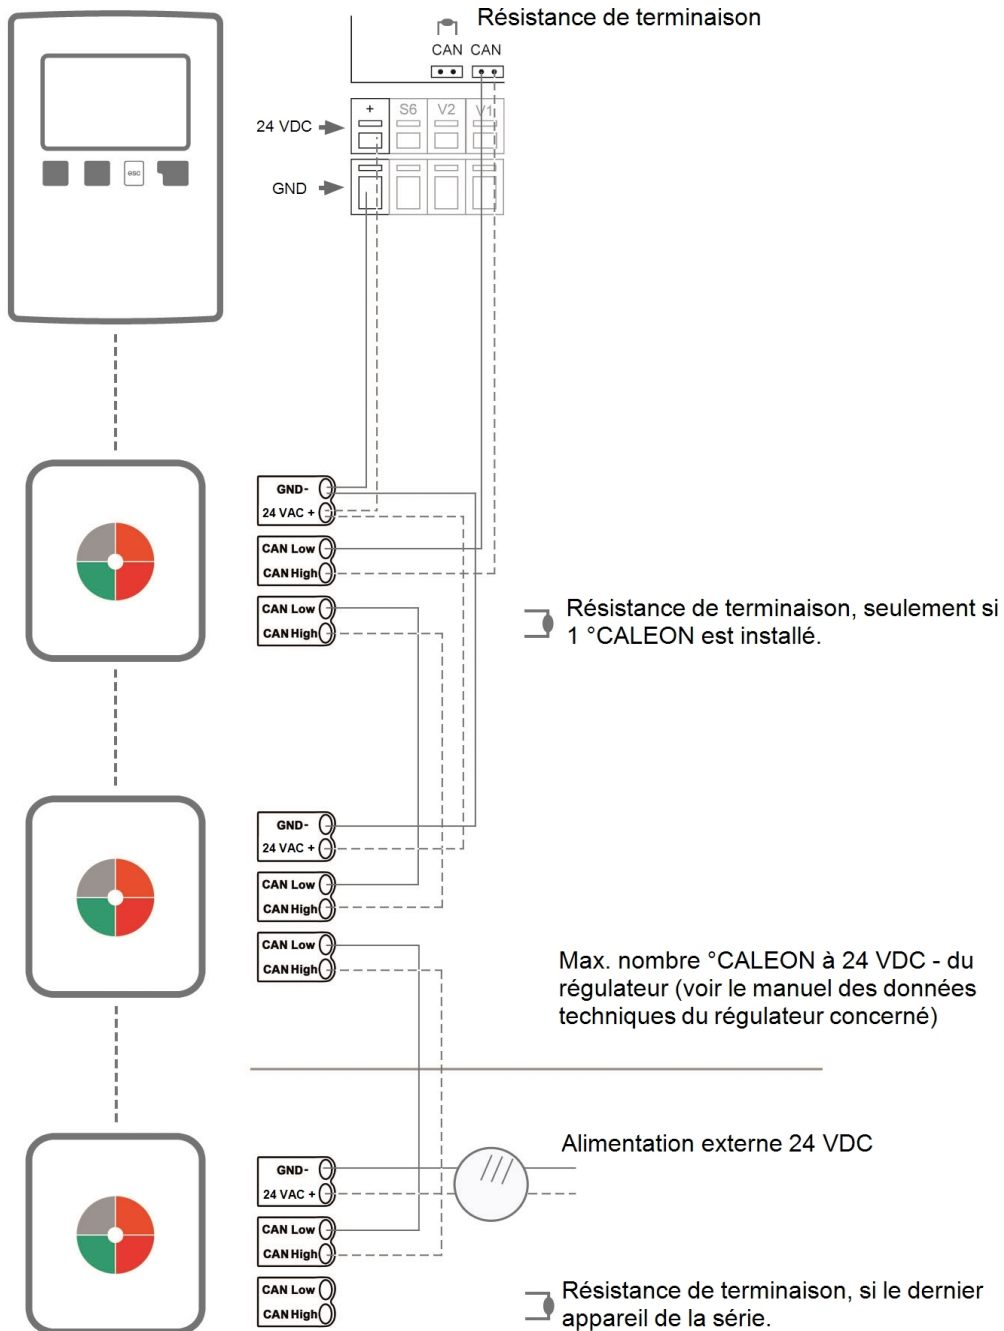 Résistance de terminaison
CAN CAN
+ S6 V2 V1
24 VDC
esc
GND
GND-
24 VAC +
CAN Low
CAN High
CAN Low
CAN High
Résistance de terminaison, seulement si
1 °CALEON est installé.
GND-
24 VAC +
CAN Low
CAN High
CAN Low
CAN High
Max. nombre °CALEON à 24 VDC - du
régulateur (voir le manuel des données
techniques du régulateur concerné)
Alimentation externe 24 VDC
GND-
24 VAC +
CAN Low
CAN High
CAN Low
CAN High
Résistance de terminaison, si le dernier
appareil de la série.